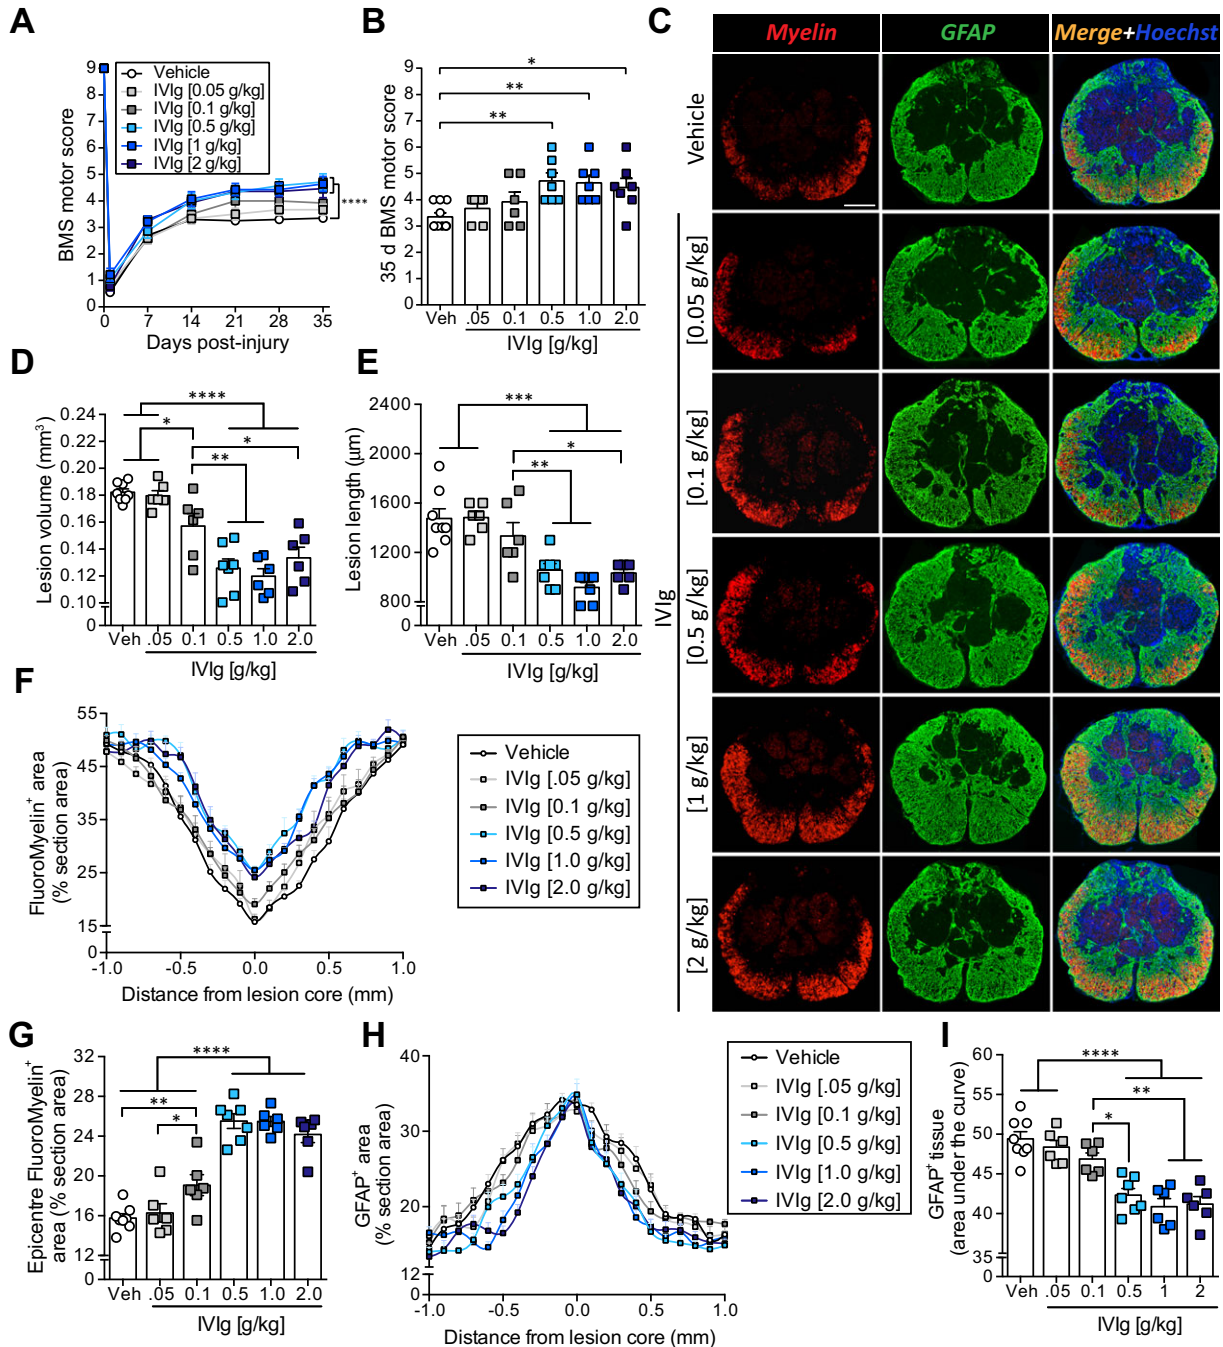 A
BMS motor score
9
8
7
6
5
4
3
2
1
0
Vehicle
IVIg [0.05 g/kg]
IVIg [0.1 g/kg]
IVIg [0.5 g/kg]
IVIg [1 g/kg]
IVIg [2 g/kg]
****
0 7 14 21 28 35
Days post-injury
B
35 d BMS motor score
9
8
7
6
5
4
3
2
1
0
*
**
**
Veh .05 0.1 0.5 1.0 2.0
IVIg [g/kg]
C
Myelin GFAP Merge+Hoechst
Vehicle
IVIg
[0.05 g/kg]
[0.1 g/kg]
[0.5 g/kg]
[1 g/kg]
[2 g/kg]
D
Lesion volume (mm³)
0.24
0.22
0.20
0.18
0.16
0.14
0.12
0.10
0
****
* *
**
Veh .05 0.1 0.5 1.0 2.0
IVIg [g/kg]
E
Lesion length (μm)
2400
2000
1600
1200
800
0
***
*
**
Veh .05 0.1 0.5 1.0 2.0
IVIg [g/kg]
F
FluoroMyelin⁺ area
(% section area)
55
45
35
25
15
0
-1.0 -0.5 0.0 0.5 1.0
Distance from lesion core (mm)
Vehicle
IVIg [.05 g/kg]
IVIg [0.1 g/kg]
IVIg [0.5 g/kg]
IVIg [1.0 g/kg]
IVIg [2.0 g/kg]
G
Epicentre FluoroMyelin⁺
area (% section area)
32
28
24
20
16
12
0
****
**
*
Veh .05 0.1 0.5 1.0 2.0
IVIg [g/kg]
H
GFAP⁺ area
(% section area)
40
30
20
12
0
-1.0 -0.5 0.0 0.5 1.0
Distance from lesion core (mm)
Vehicle
IVIg [.05 g/kg]
IVIg [0.1 g/kg]
IVIg [0.5 g/kg]
IVIg [1.0 g/kg]
IVIg [2.0 g/kg]
I
GFAP⁺ tissue
(area under the curve)
60
55
50
45
40
35
0
****
**
*
Veh .05 0.1 0.5 1 2
IVIg [g/kg]